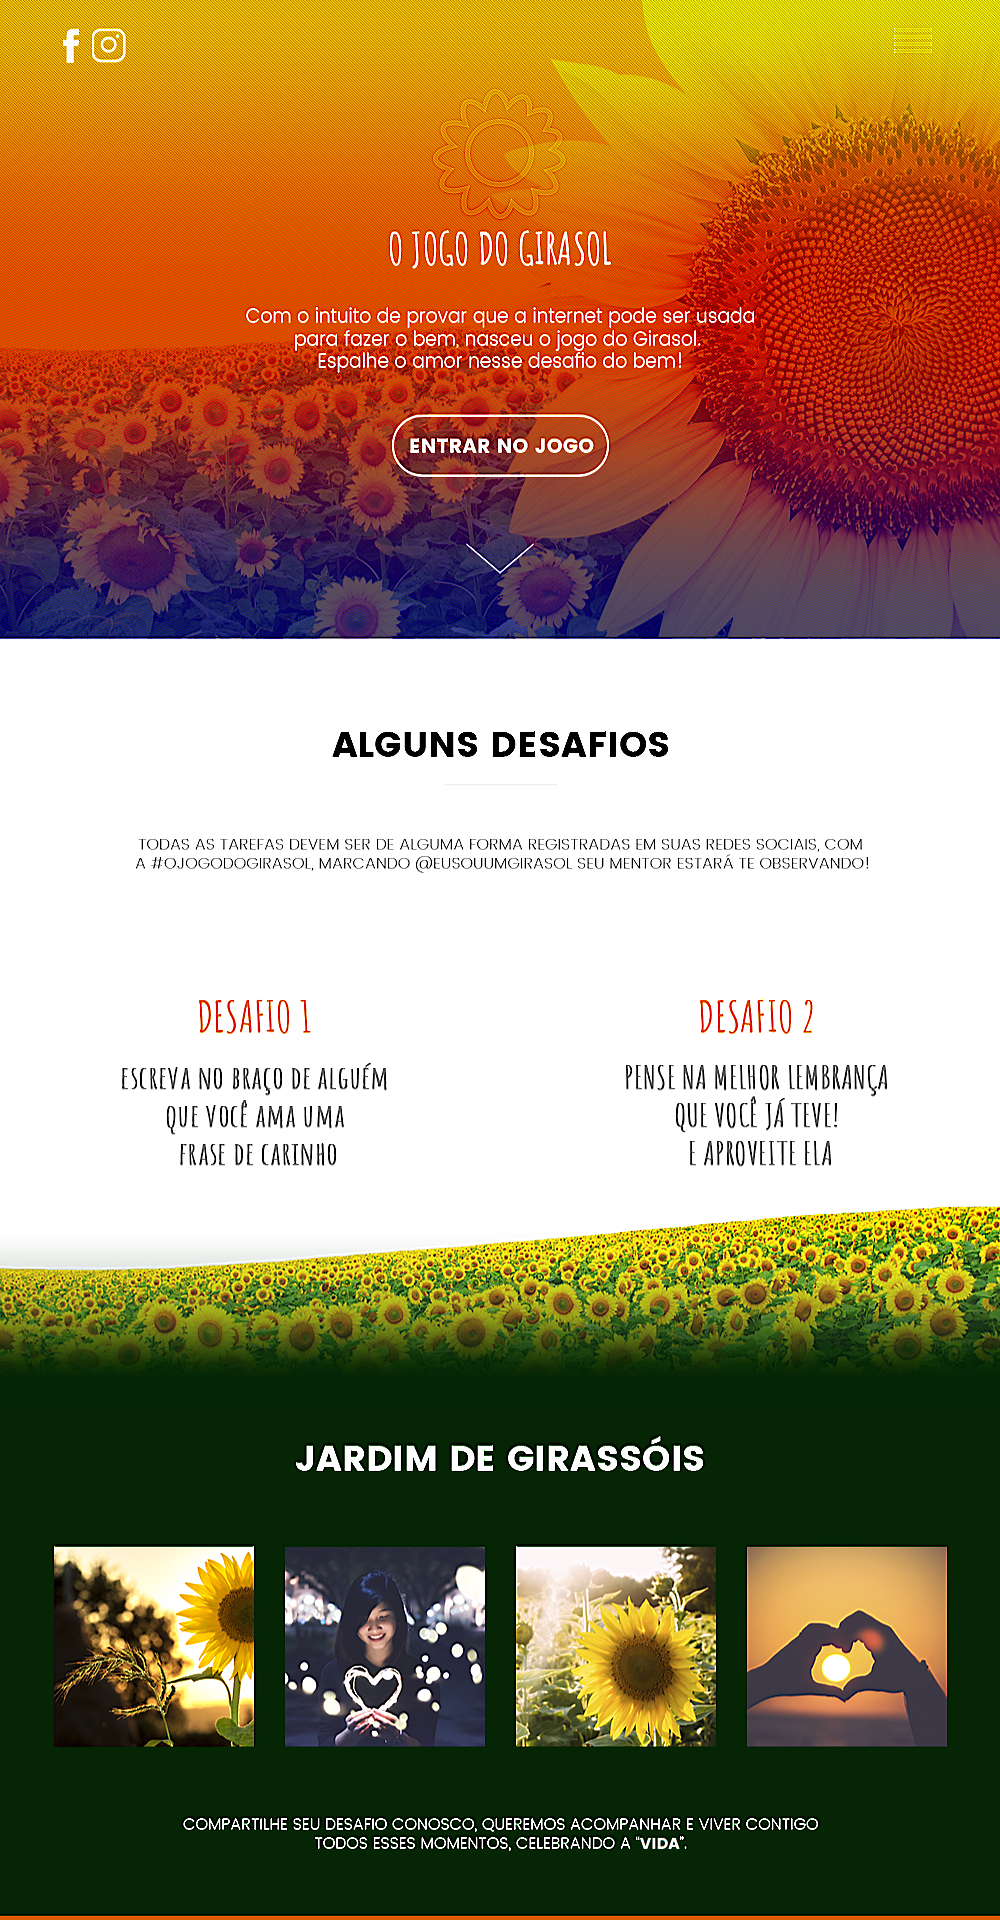 O JOGO DO GIRASOL
Com o intuito de provar que a internet pode ser usada
para fazer o bem, nasceu o jogo do Girasol.
Espalhe o amor nesse desafio do bem!
ENTRAR NO JOGO
ALGUNS DESAFIOS
TODAS AS TAREFAS DEVEM SER DE ALGUMA FORMA REGISTRADAS EM SUAS REDES SOCIAIS, COM
A #OJOGODOGIRASOL, MARCANDO @EUSOUUMGIRASOL SEU MENTOR ESTARÁ TE OBSERVANDO!
DESAFIO 1
ESCREVA NO BRAÇO DE ALGUÉM
QUE VOCÊ AMA UMA
FRASE DE CARINHO
DESAFIO 2
PENSE NA MELHOR LEMBRANÇA
QUE VOCÊ JÁ TEVE!
E APROVEITE ELA
JARDIM DE GIRASSÓIS
COMPARTILHE SEU DESAFIO CONOSCO, QUEREMOS ACOMPANHAR E VIVER CONTIGO
TODOS ESSES MOMENTOS, CELEBRANDO A “VIDA”.